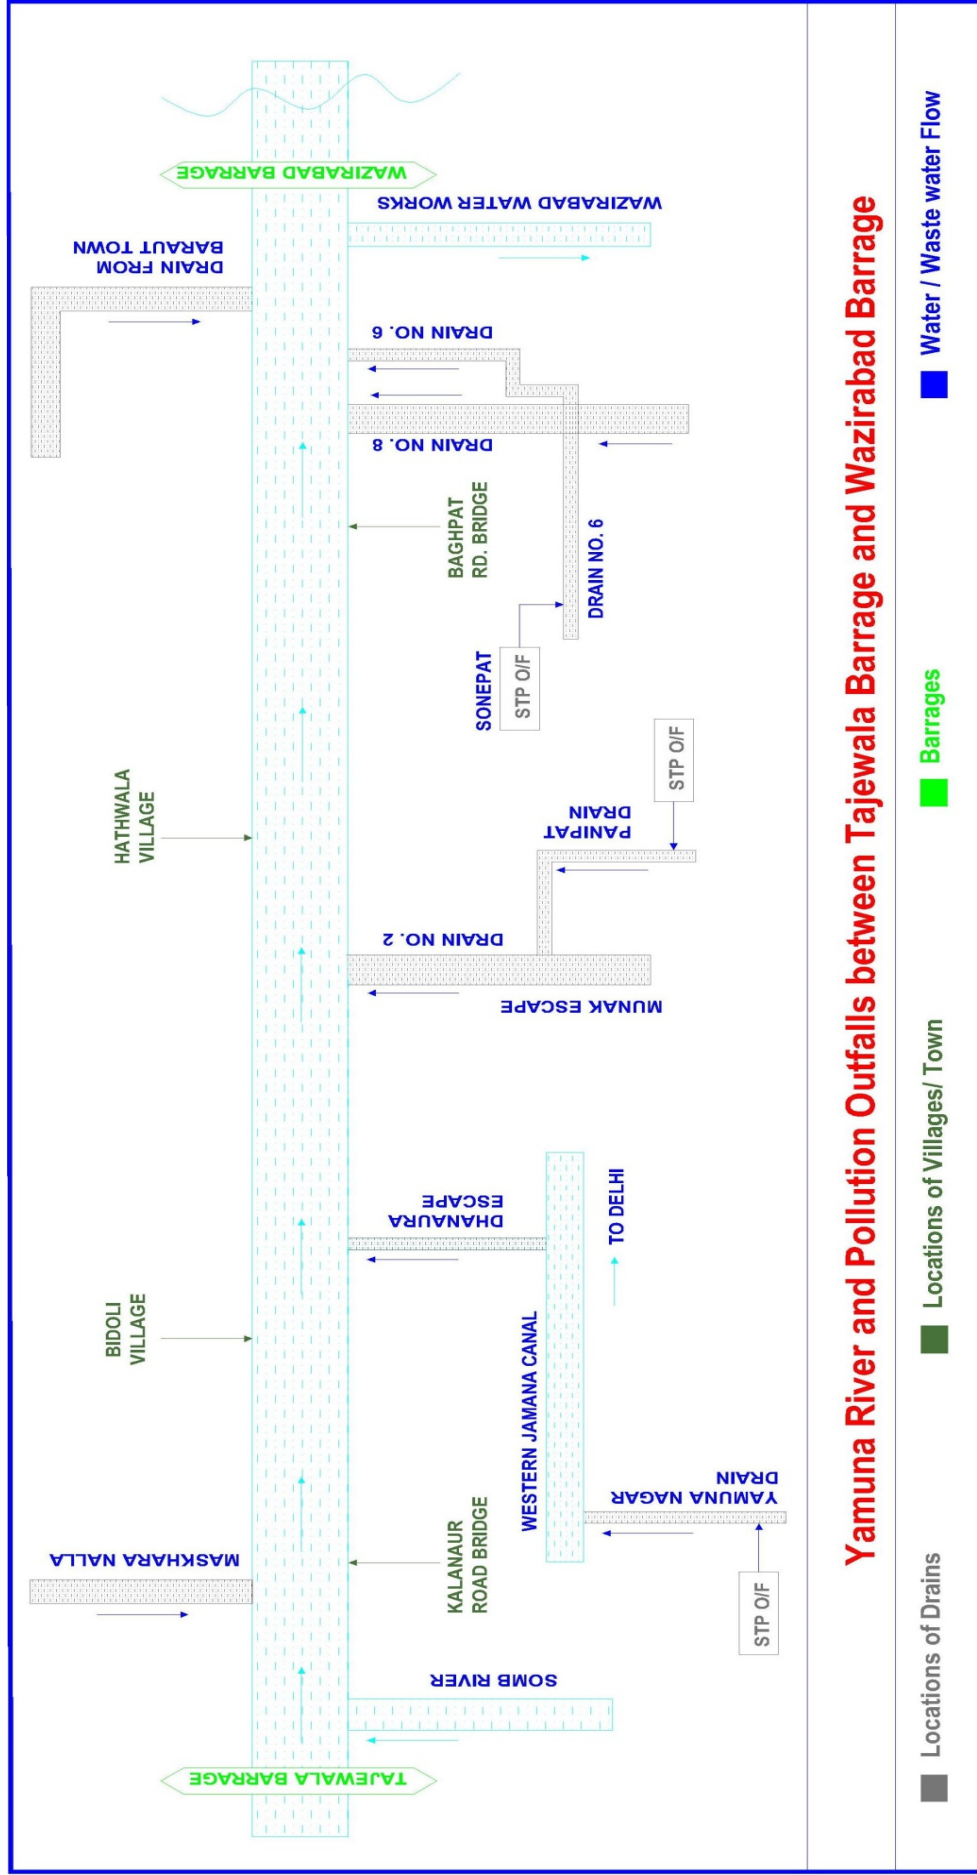 TAJEWALA BARRAGE
SOMB RIVER
MASKHARA NALLA
KALANAUR
ROAD BRIDGE
STP O/F
YAMUNA NAGAR
DRAIN
WESTERN JAMANA CANAL
TO DELHI
BIDOLI
VILLAGE
DHANAURA
ESCAPE
MUNAK ESCAPE
DRAIN NO. 2
PANIPAT
DRAIN
STP O/F
HATHWALA
VILLAGE
SONEPAT
STP O/F
DRAIN NO. 6
BAGHPAT
RD. BRIDGE
DRAIN NO. 8
DRAIN NO. 6
DRAIN FROM
BARAUT TOWN
WAZIRABAD WATER WORKS
WAZIRABAD BARRAGE
Yamuna River and Pollution Outfalls between Tajewala Barrage and Wazirabad Barrage
Locations of Drains
Locations of Villages/ Town
Barrages
Water / Waste water Flow